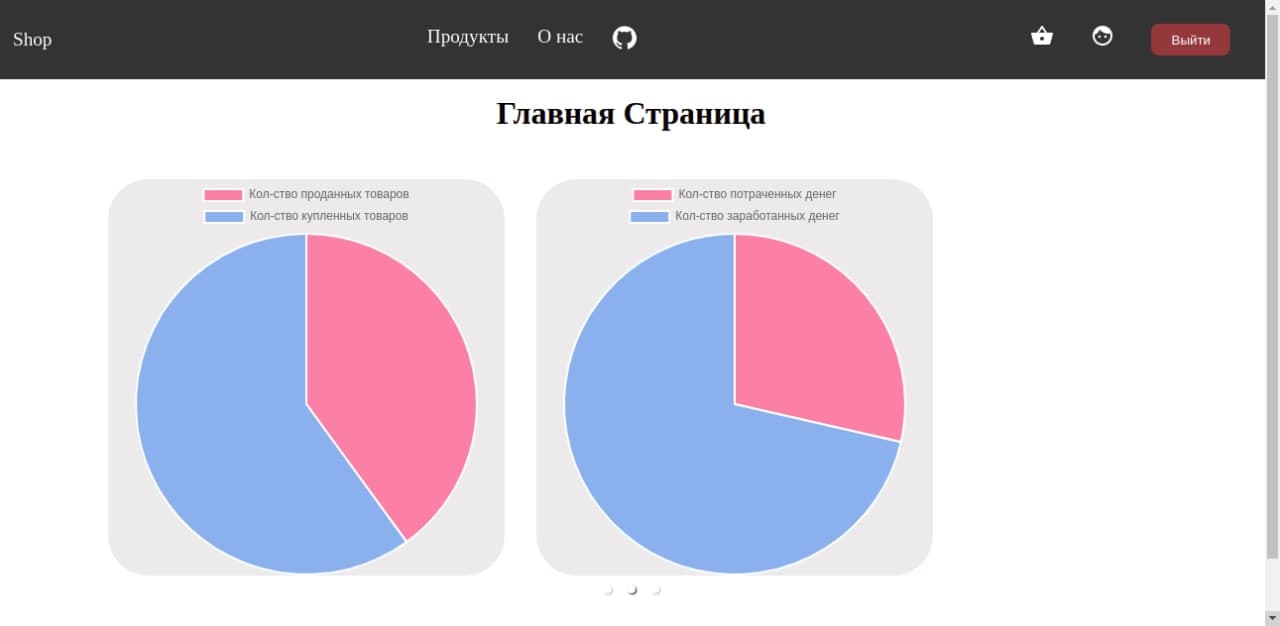 Shop
Продукты
О нас
Выйти
Главная Страница
Кол-ство проданных товаров
Кол-ство купленных товаров
Кол-ство потраченных денег
Кол-ство заработанных денег